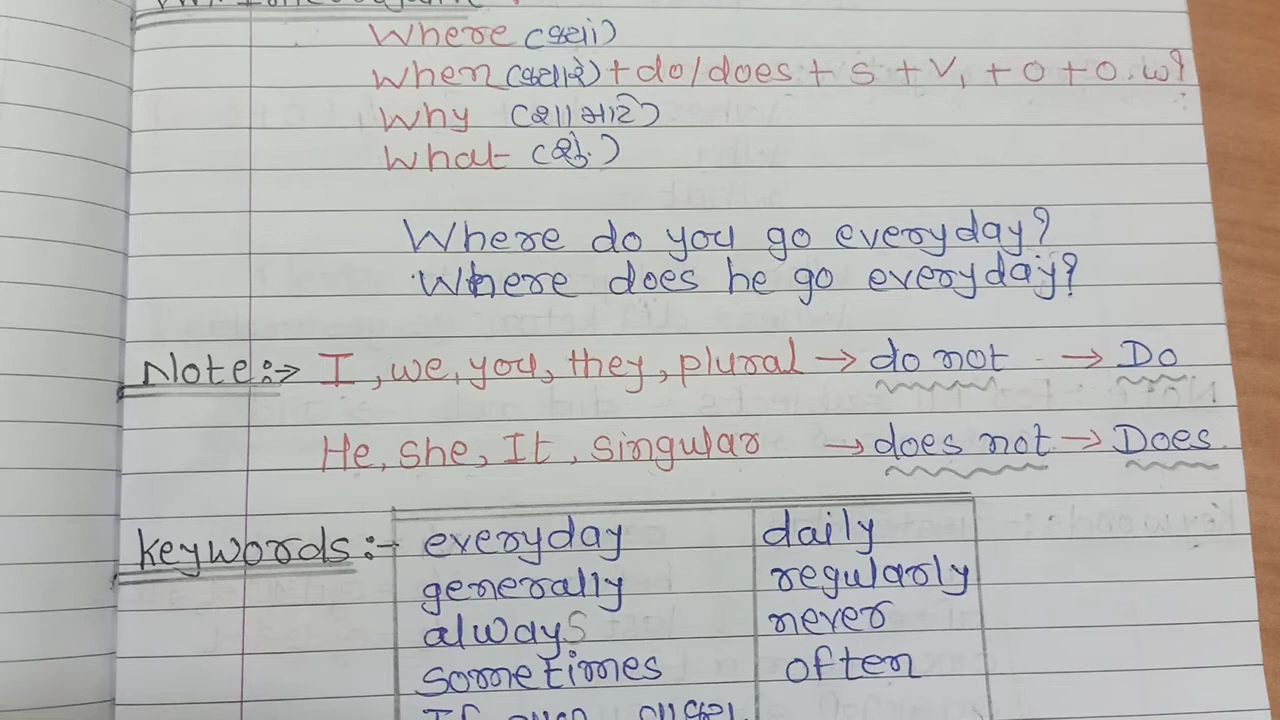 Where (ક્યાં)
When (ક્યારે) + do/does + S + V₁ + O + O.W?
Why (શા માટે)
What (શું.)
Where do you go everyday?
Where does he go everyday?
Note:-> I, we, you, they, plural → do not → Do
He, she, It, singular → does not → Does
Keywords:- everyday daily
generally regularly
always never
sometimes often